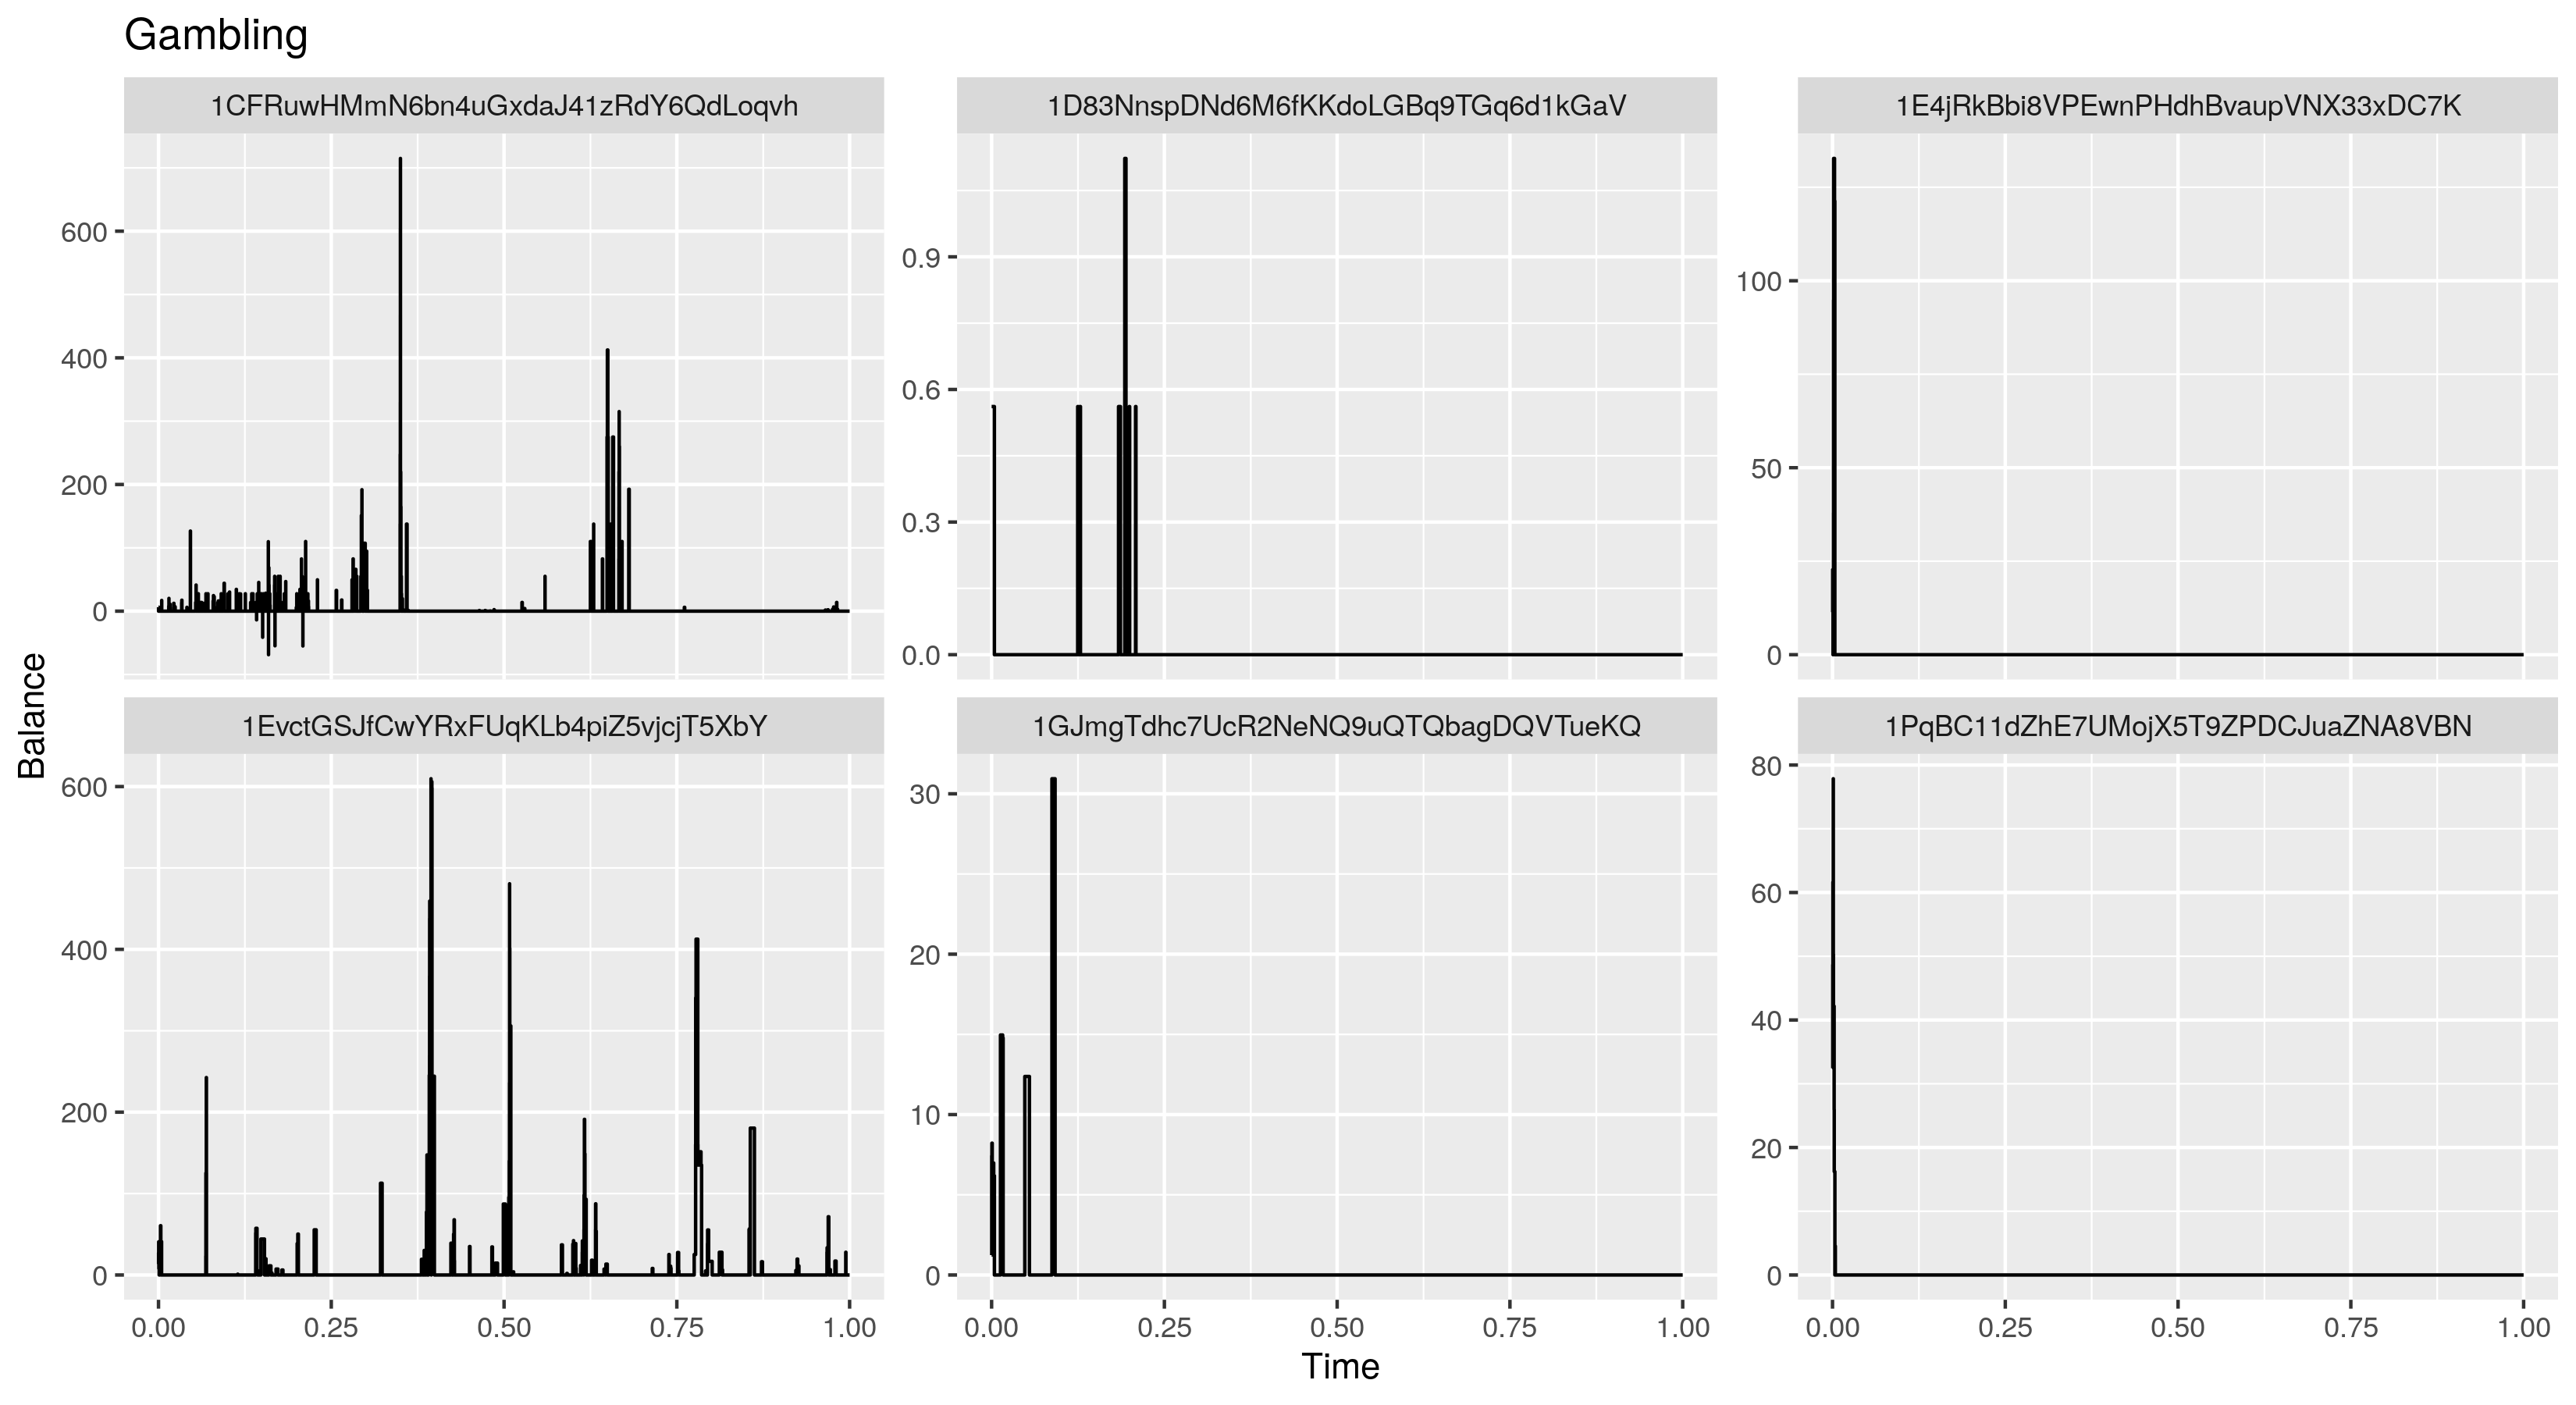 Gambling
1CFRuwHMmN6bn4uGxdaJ41zRdY6QdLoqvh
1D83NnspDNd6M6fKKdoLGBq9TGq6d1kGaV
1E4jRkBbi8VPEwnPHdhBvaupVNX33xDC7K
600
400
200
0
0.9
0.6
0.3
0.0
100
50
0
Balance
1EvctGSJfCwYRxFUqKLb4piZ5vjcjT5XbY
1GJmgTdhc7UcR2NeNQ9uQTQbagDQVTueKQ
1PqBC11dZhE7UMojX5T9ZPDCJuaZNA8VBN
600
400
200
0
30
20
10
0
80
60
40
20
0
0.00 0.25 0.50 0.75 1.00
0.00 0.25 0.50 0.75 1.00
0.00 0.25 0.50 0.75 1.00
Time